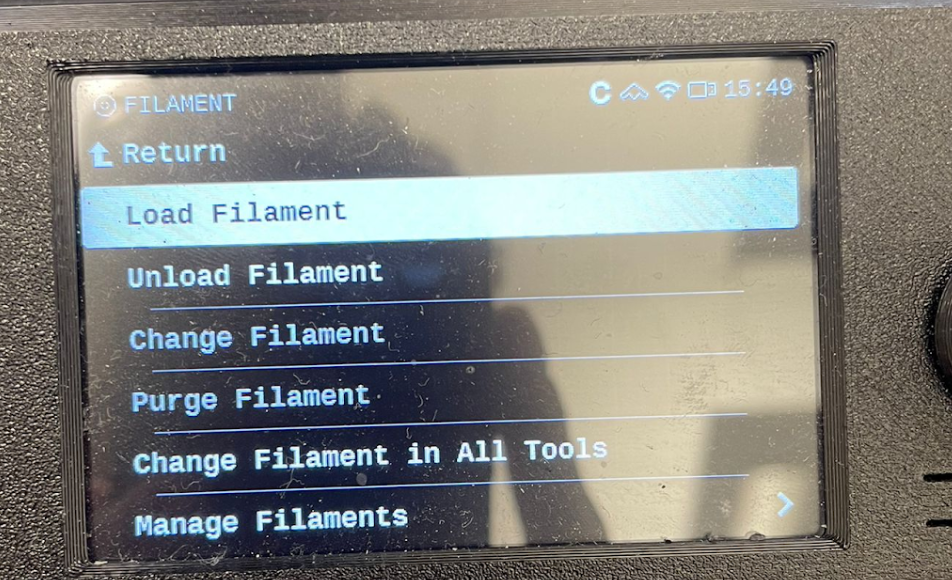 FILAMENT C 15:49
Return
Load Filament
Unload Filament
Change Filament
Purge Filament
Change Filament in All Tools
Manage Filaments